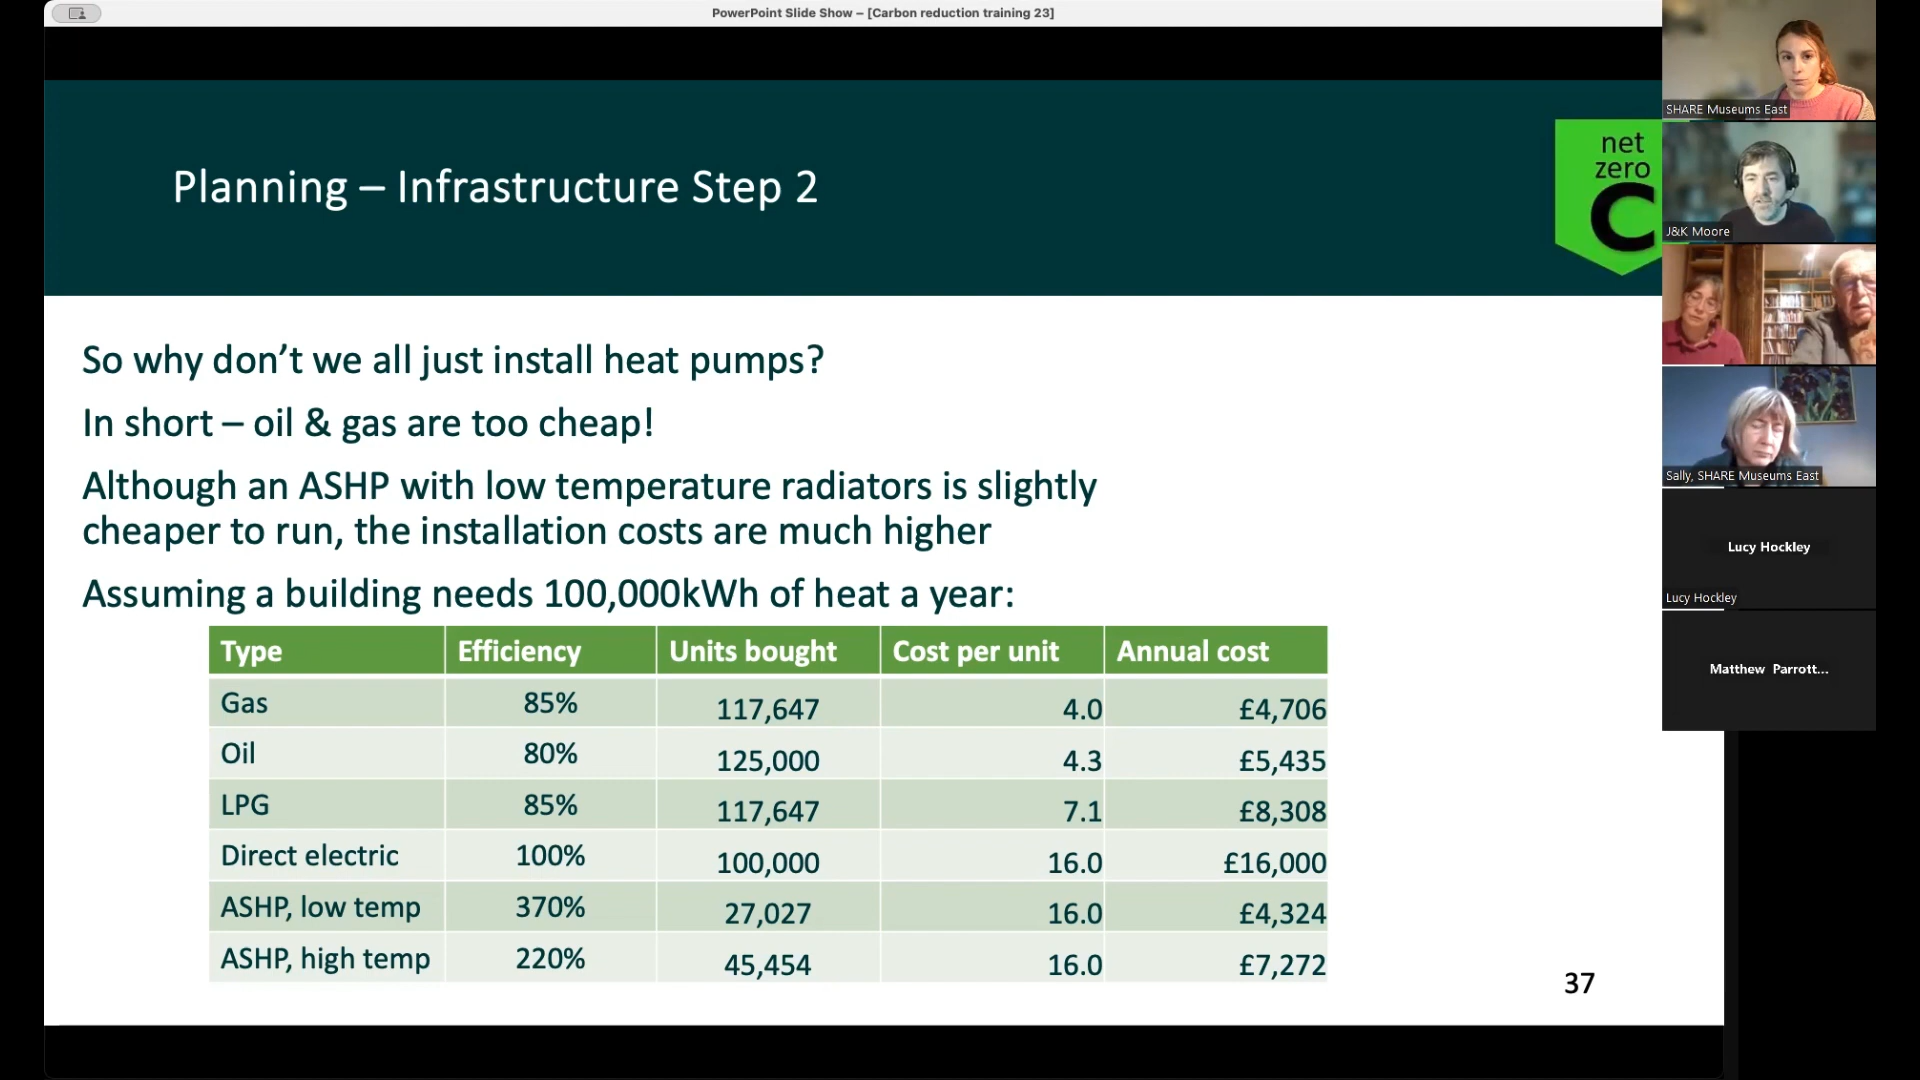 PowerPoint Slide Show – [Carbon reduction training 23]
Planning – Infrastructure Step 2
net
zero
C
So why don’t we all just install heat pumps?
In short – oil & gas are too cheap!
Although an ASHP with low temperature radiators is slightly
cheaper to run, the installation costs are much higher
Assuming a building needs 100,000kWh of heat a year:
Type Efficiency Units bought Cost per unit Annual cost
Gas 85% 117,647 4.0 £4,706
Oil 80% 125,000 4.3 £5,435
LPG 85% 117,647 7.1 £8,308
Direct electric 100% 100,000 16.0 £16,000
ASHP, low temp 370% 27,027 16.0 £4,324
ASHP, high temp 220% 45,454 16.0 £7,272
37
SHARE Museums East
J&K Moore
Sally, SHARE Museums East
Lucy Hockley
Lucy Hockley
Matthew Parrott...